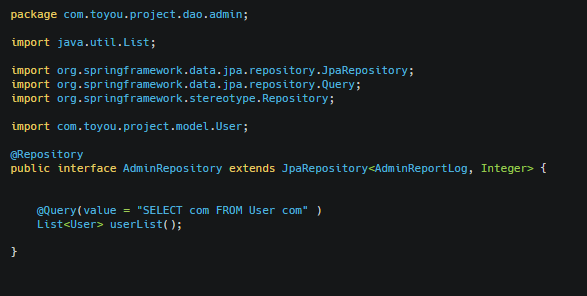 package com.toyou.project.dao.admin;
import java.util.List;
import org.springframework.data.jpa.repository.JpaRepository;
import org.springframework.data.jpa.repository.Query;
import org.springframework.stereotype.Repository;
import com.toyou.project.model.User;
@Repository
public interface AdminRepository extends JpaRepository<AdminReportLog, Integer> {
@Query(value = "SELECT com FROM User com" )
List<User> userList();
}